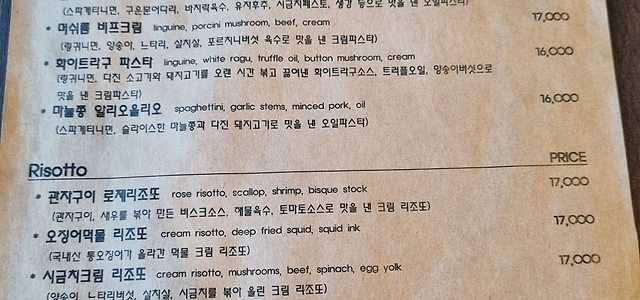 (스파게티니면, 구운문어다리, 바지락육수, 유자후추, 시금치페스토, 생강 등으로 맛을 낸 오일파스타)
• 머쉬룸 비프크림 linguine, porcini mushroom, beef, cream 17,000
(링귀니면, 양송이, 느타리, 살치살, 포르치니버섯 육수로 맛을 낸 크림파스타)
• 화이트라구 파스타 linguine, white ragu, truffle oil, button mushroom, cream 16,000
(링귀니면, 다진 소고기와 돼지고기를 오랜 시간 볶고 끓여낸 화이트라구소스, 트러플오일, 양송이버섯으로
맛을 낸 크림파스타)
• 마늘쫑 알리오올리오 spaghettini, garlic stems, minced pork, oil 16,000
(스파게티니면, 슬라이스한 마늘쫑과 다진 돼지고기로 맛을 낸 오일파스타)
Risotto PRICE
• 관자구이 로제리조또 rose risotto, scallop, shrimp, bisque stock 17,000
(관자구이, 새우를 볶아 만든 비스크소스, 해물육수, 토마토소스로 맛을 낸 크림 리조또)
• 오징어먹물 리조또 cream risotto, deep fried squid, squid ink 17,000
(국내산 통오징어가 올라간 먹물 크림 리조또)
• 시금치크림 리조또 cream risotto, mushrooms, beef, spinach, egg yolk 17,000
(양송이, 느타리버섯, 살치살, 시금치를 볶아 올린 크림 리조또)